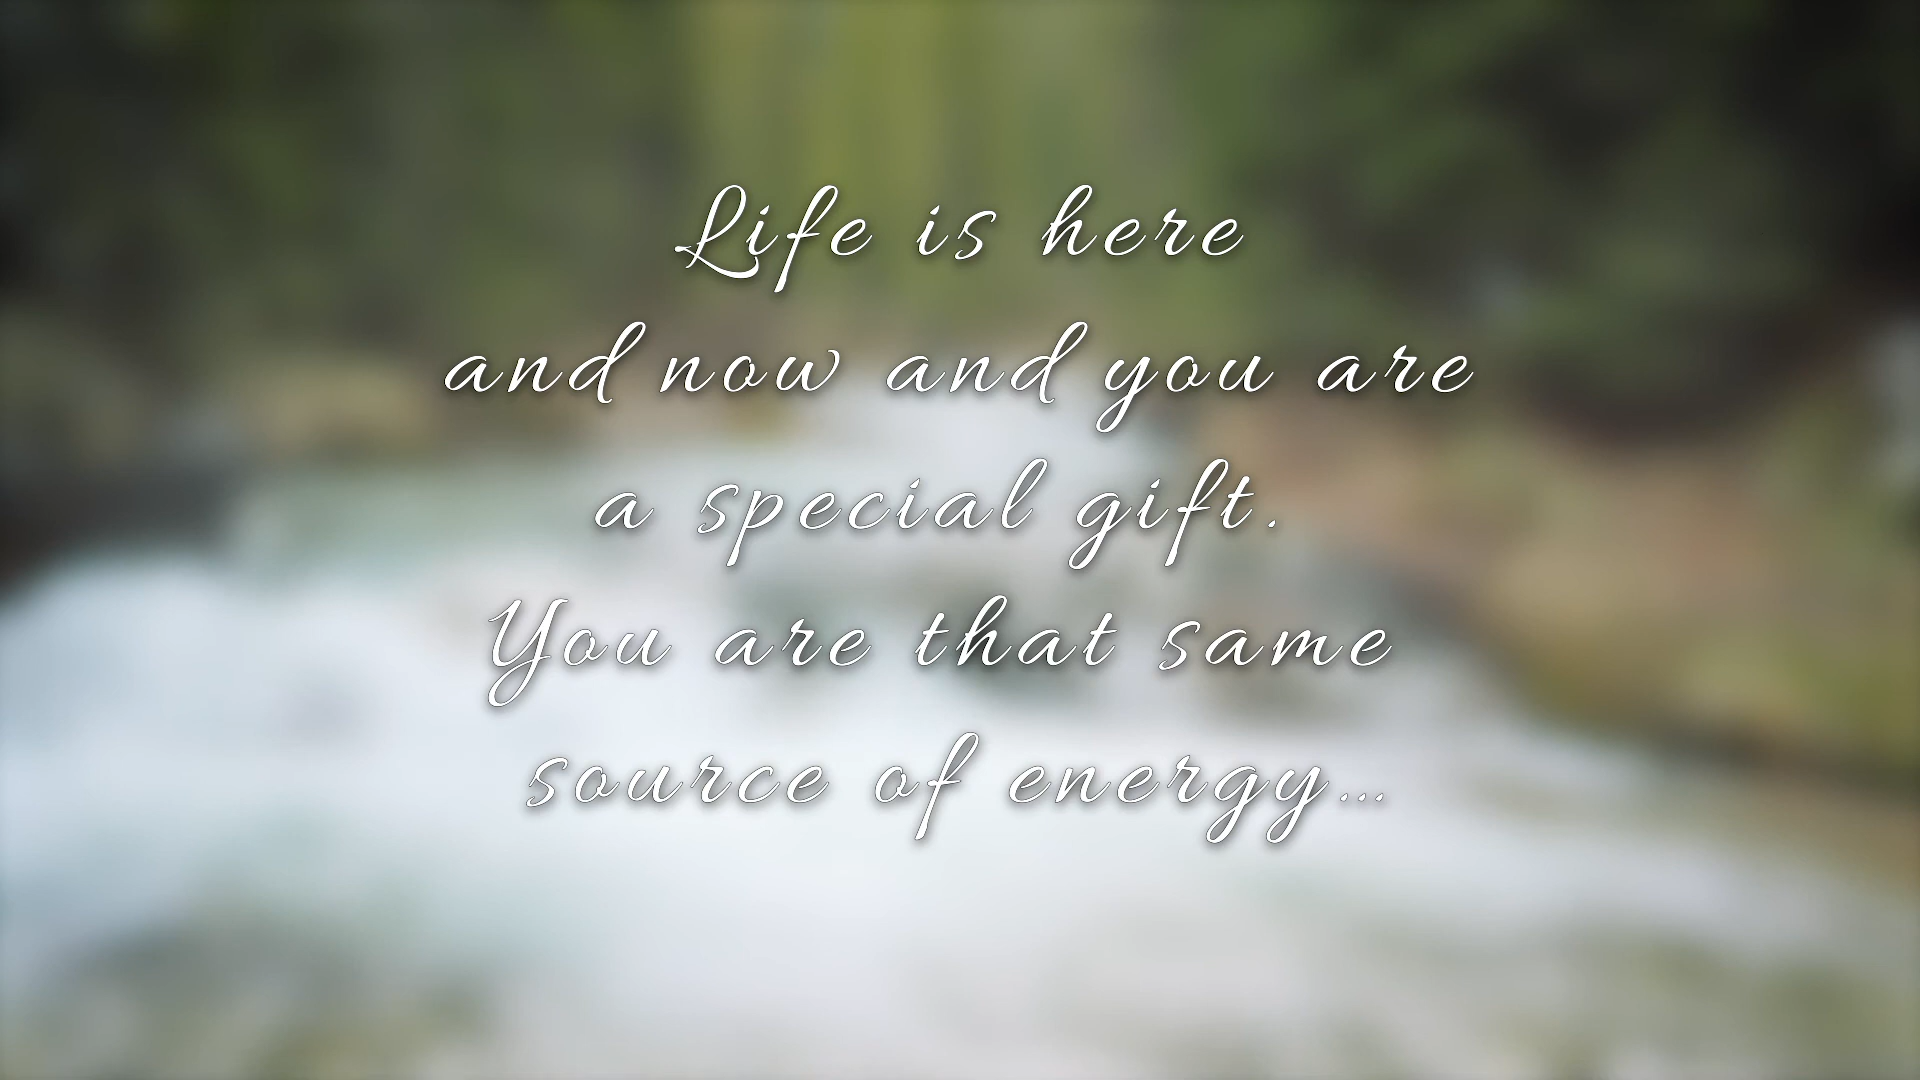 Life is here
and now and you are
a special gift.
You are that same
source of energy...